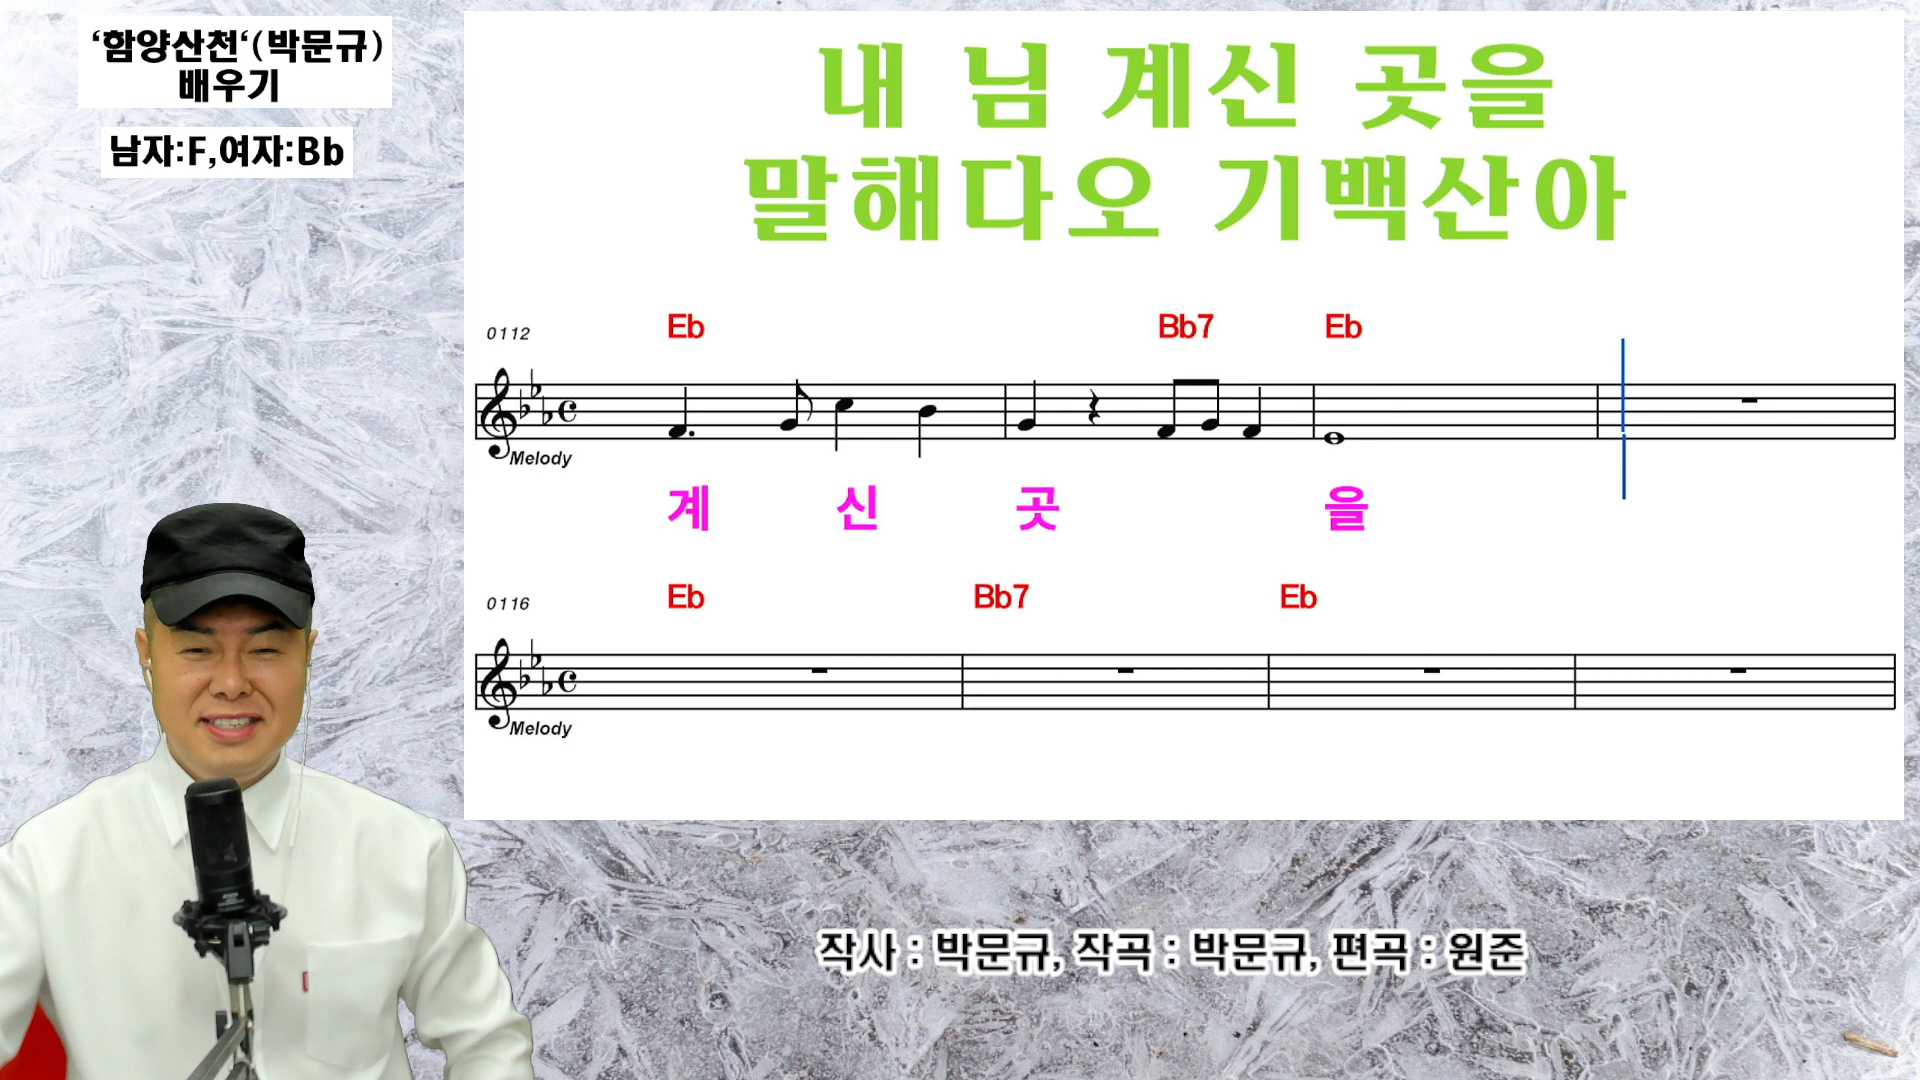 ‘함양산천‘(박문규)
배우기
남자:F,여자:Bb
내 님 계신 곳을
말해다오 기백산아
0112 Eb Bb7 Eb
Melody
계 신 곳 을
0116 Eb Bb7 Eb
Melody
작사 : 박문규, 작곡 : 박문규, 편곡 : 원준